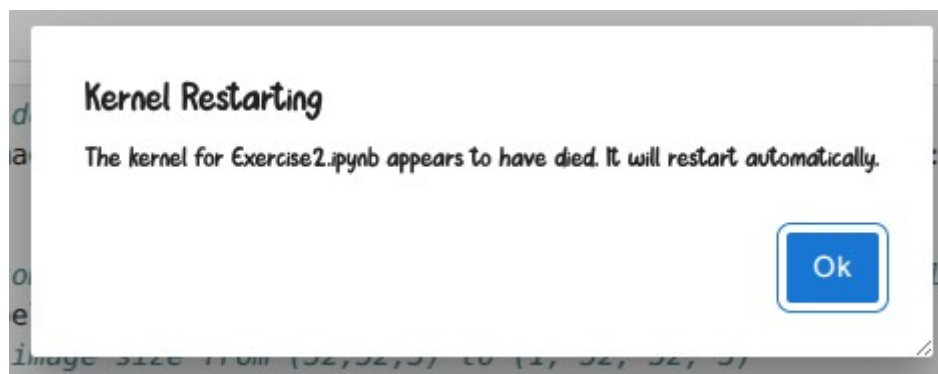 Kernel Restarting
The kernel for Exercise2.ipynb appears to have died. It will restart automatically.
Ok
image size from (32,32,3) to (1, 32, 32, 3)